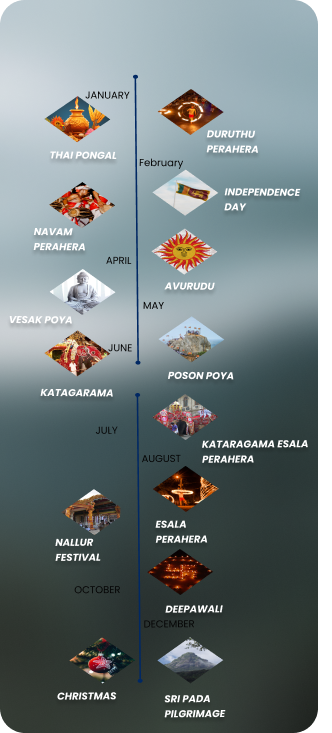 JANUARY
THAI PONGAL
DURUTHU
PERAHERA
February
INDEPENDENCE
DAY
NAVAM
PERAHERA
APRIL
AVURUDU
MAY
VESAK POYA
JUNE
POSON POYA
KATAGARAMA
JULY
KATARAGAMA ESALA
PERAHERA
AUGUST
ESALA
PERAHERA
NALLUR
FESTIVAL
OCTOBER
DEEPAWALI
DECEMBER
CHRISTMAS
SRI PADA
PILGRIMAGE